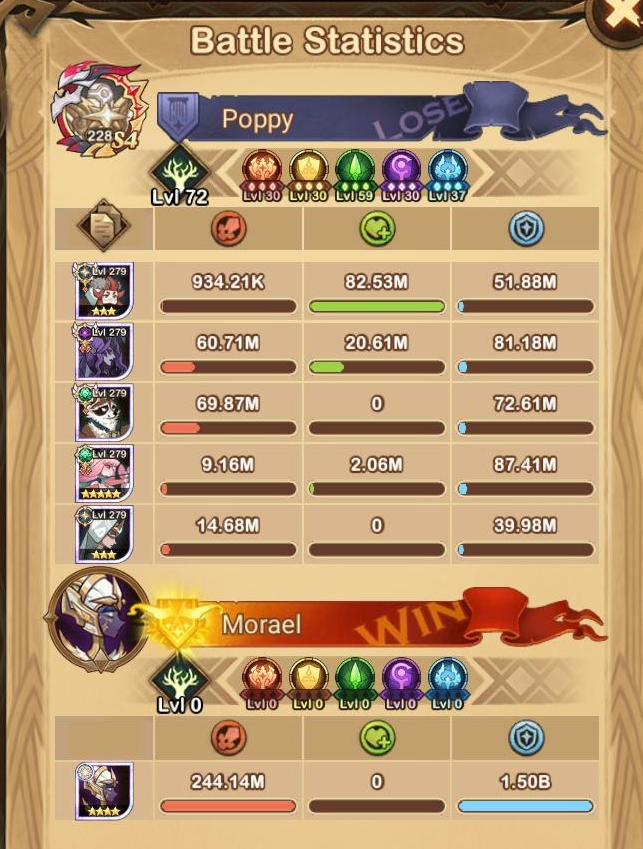 Battle Statistics
228 S4
Poppy
LOSE
Lvl 72
Lvl 30 Lvl 30 Lvl 59 Lvl 30 Lvl 37
Lvl 279
934.21K 82.53M 51.88M
Lvl 279
60.71M 20.61M 81.18M
Lvl 279
69.87M 0 72.61M
Lvl 279
9.16M 2.06M 87.41M
Lvl 279
14.68M 0 39.98M
Morael
WIN
Lvl 0
Lvl 0 Lvl 0 Lvl 0 Lvl 0 Lvl 0
244.14M 0 1.50B